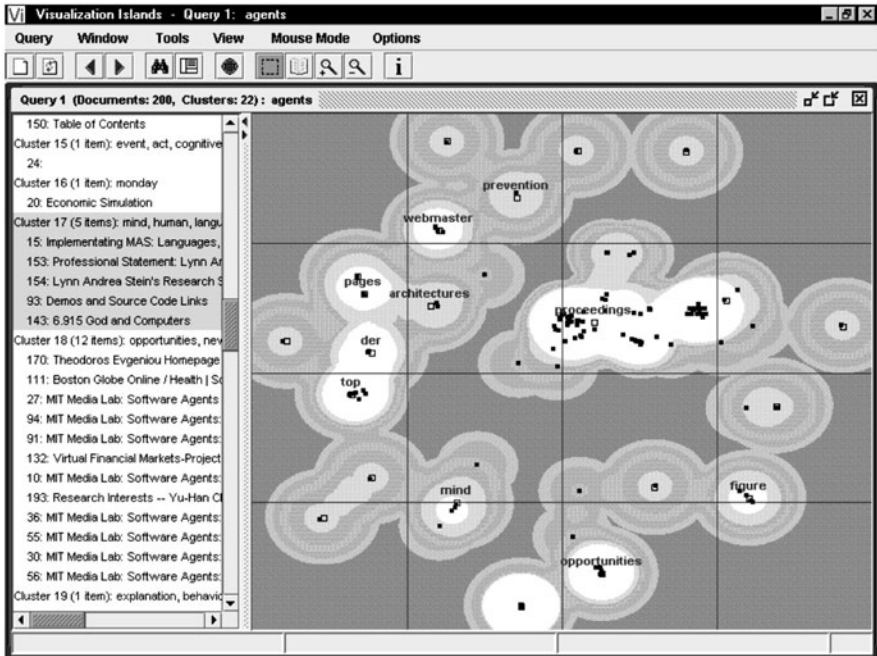 Vi Visualization Islands - Query 1: agents
Query Window Tools View Mouse Mode Options
i
Query 1 (Documents: 200, Clusters: 22) : agents
150: Table of Contents
Cluster 15 (1 item): event, act, cognitive
24:
Cluster 16 (1 item): monday
20: Economic Simulation
Cluster 17 (5 items): mind, human, langu
15: Implementating MAS: Languages,
153: Professional Statement: Lynn An
154: Lynn Andrea Stein's Research S
93: Demos and Source Code Links
143: 6.915 God and Computers
Cluster 18 (12 items): opportunities, nev
170: Theodoros Evgeniou Homepage
111: Boston Globe Online / Health | Sc
27: MIT Media Lab: Software Agents
94: MIT Media Lab: Software Agents:
91: MIT Media Lab: Software Agents:
132: Virtual Financial Markets-Project
10: MIT Media Lab: Software Agents:
193: Research Interests -- Yu-Han Cl
36: MIT Media Lab: Software Agents:
55: MIT Media Lab: Software Agents:
30: MIT Media Lab: Software Agents:
56: MIT Media Lab: Software Agents:
Cluster 19 (1 item): explanation, behavio
prevention
webmaster
pages
architectures
proceedings
der
top
mind
figure
opportunities